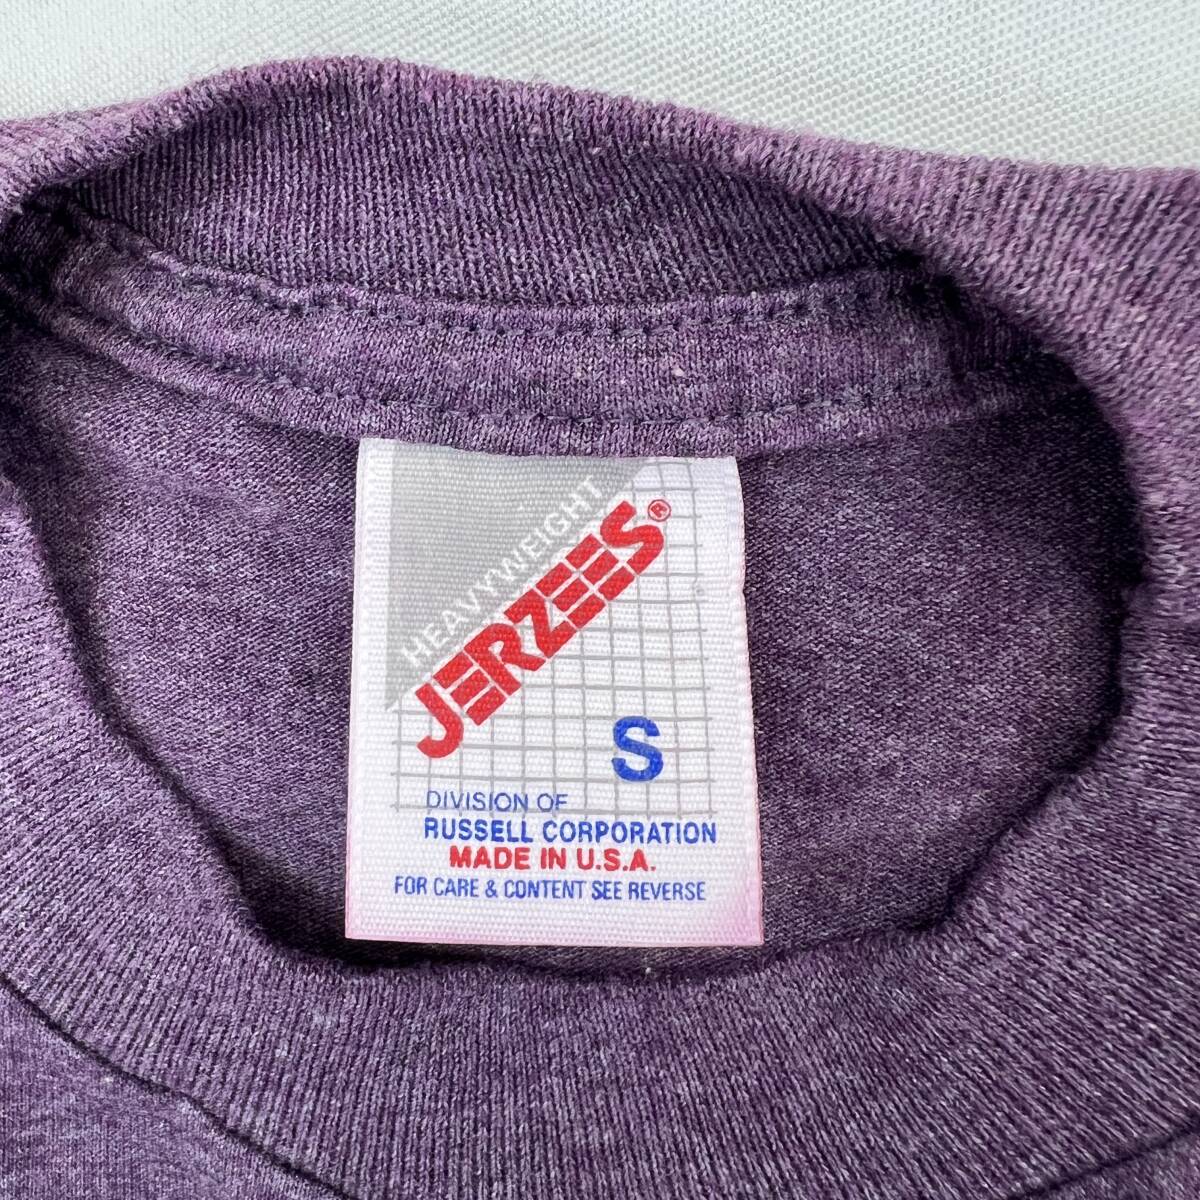 HEAVYWEIGHT
JERZEES®
S
DIVISION OF
RUSSELL CORPORATION
MADE IN U.S.A.
FOR CARE & CONTENT SEE REVERSE